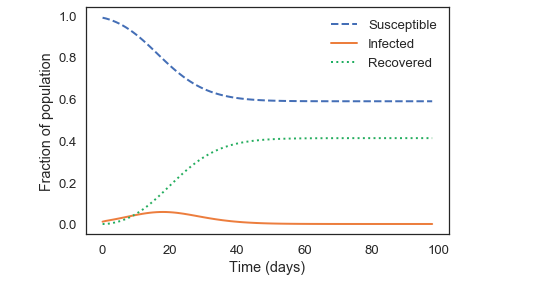 1.0
0.8
0.6
0.4
0.2
0.0
Fraction of population
Susceptible
Infected
Recovered
0 20 40 60 80 100
Time (days)